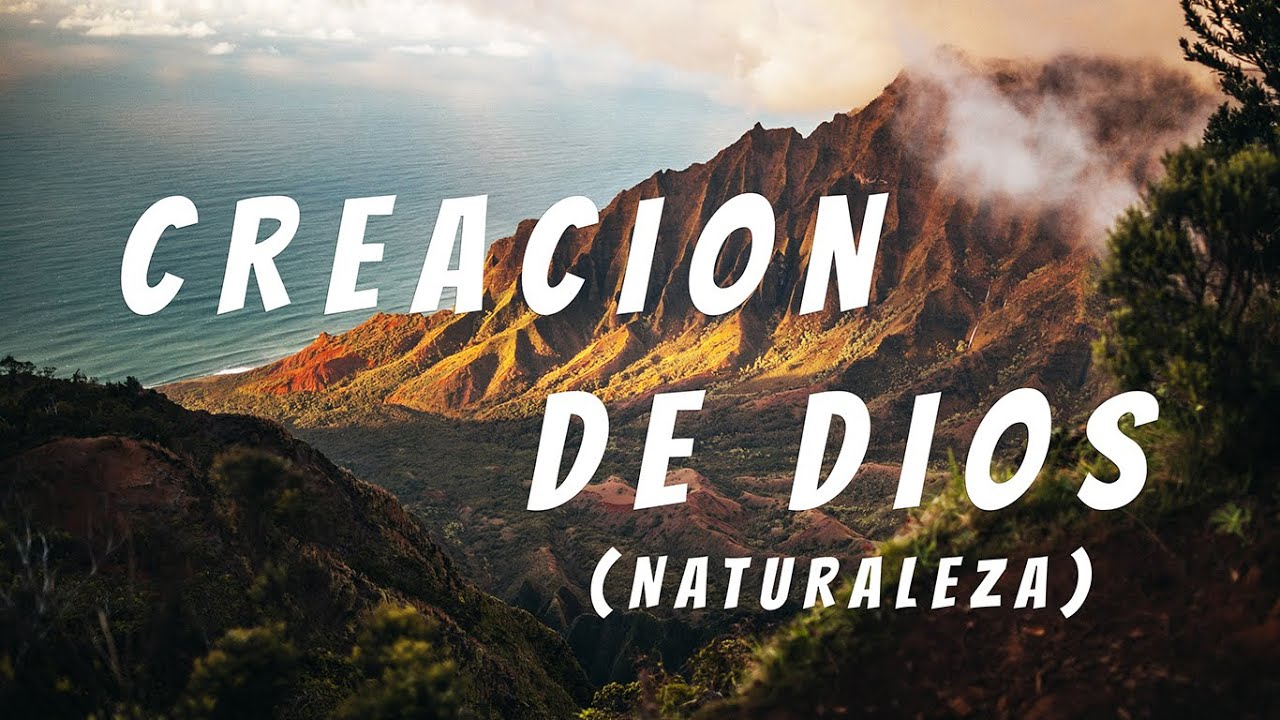 CREACION
DE DIOS
(NATURALEZA)